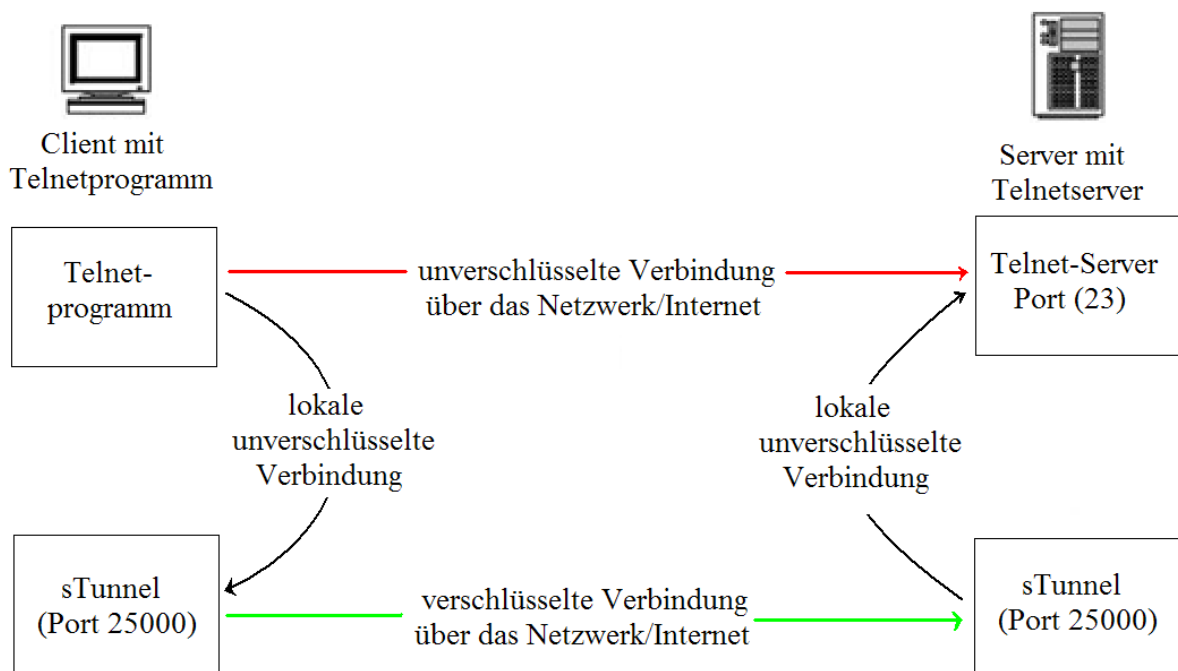 Client mit
Telnetprogramm
Server mit
Telnetserver
Telnet-
programm
unverschlüsselte Verbindung
über das Netzwerk/Internet
Telnet-Server
Port (23)
lokale
unverschlüsselte
Verbindung
lokale
unverschlüsselte
Verbindung
sTunnel
(Port 25000)
verschlüsselte Verbindung
über das Netzwerk/Internet
sTunnel
(Port 25000)